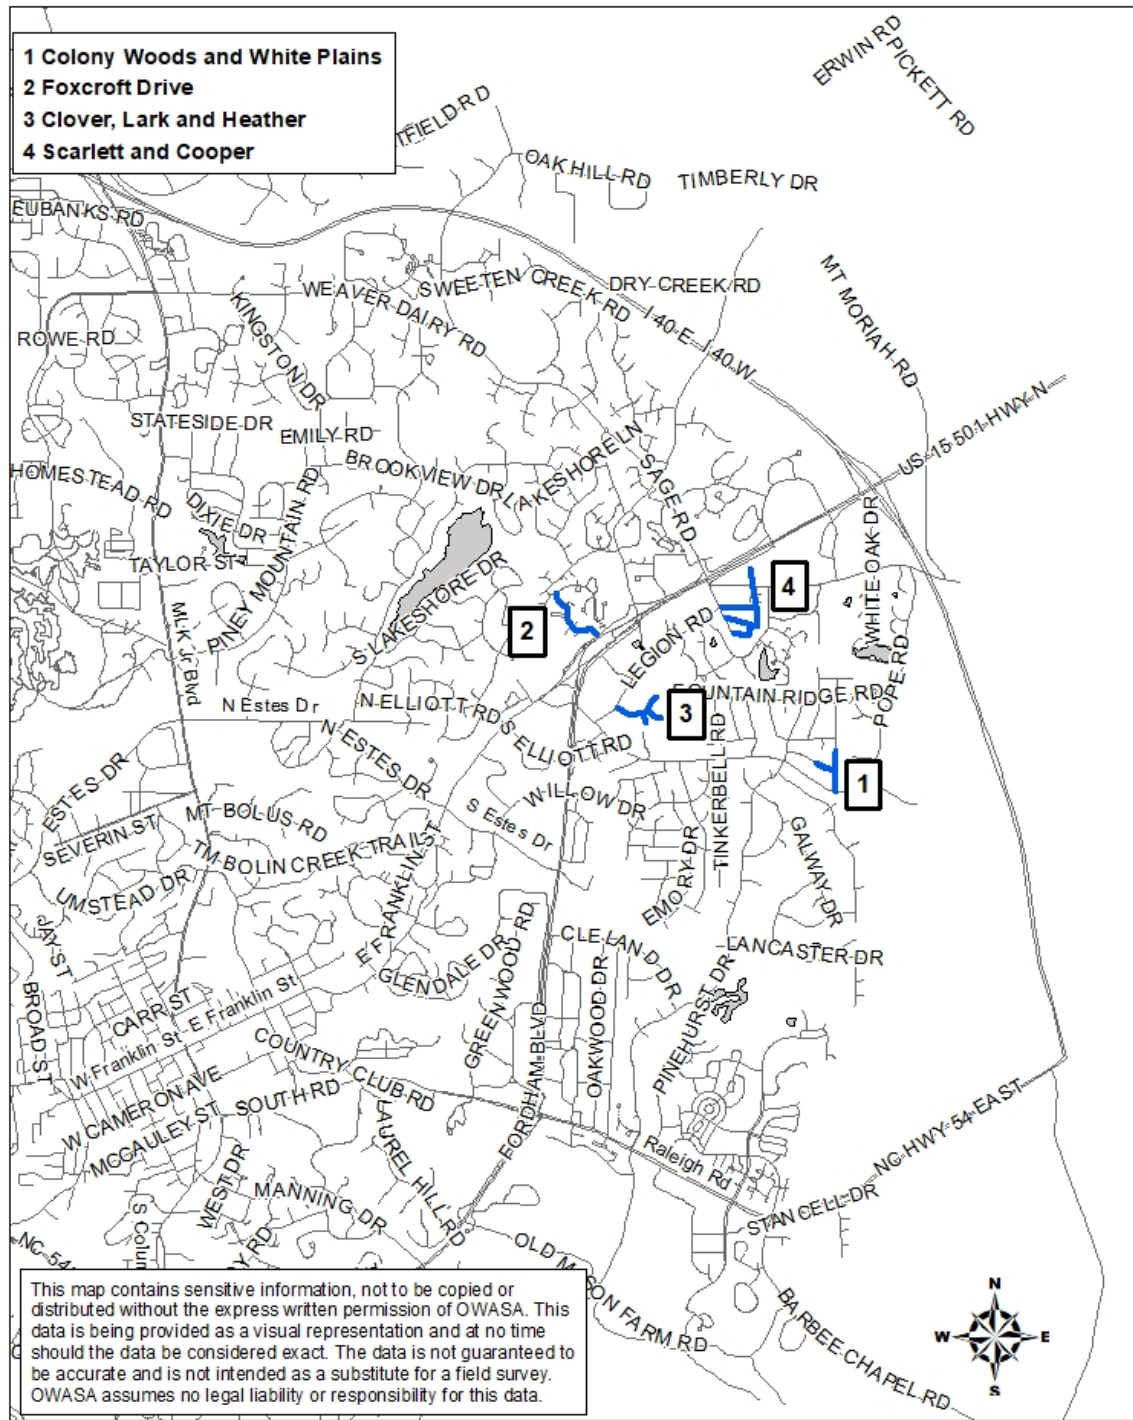 1 Colony Woods and White Plains
2 Foxcroft Drive
3 Clover, Lark and Heather
4 Scarlett and Cooper
ERWIN RD
PICKETT RD
OAK HILL RD
TIMBERLY DR
EUBANKS RD
WEAVER DAIRY RD
SWEETEN CREEK RD
DRY CREEK RD
MT MORIAH RD
KINGSTON DR
I 40 E I 40 W
ROWE RD
US 15 501 HWY N
STATESIDE DR
EMILY RD
LAKESHORE LN
HOMESTEAD RD
BROOKVIEW DR
SAGE RD
DIXIE DR
PINEY MOUNTAIN RD
WHITE OAK DR
TAYLOR ST
S LAKESHORE DR
4
2
LEGION RD
MLK Jr Blvd
POPE RD
N Estes Dr
N ELLIOTT RD
3
FOUNTAIN RIDGE RD
N ESTES DR
S ELLIOTT RD
TINKERBELL RD
1
ESTES DR
WILLOW DR
MT BOLUS RD
S Estes Dr
SEVERIN ST
TM BOLIN CREEK TRAIL
GALWAY DR
UMSTEAD DR
E FRANKLIN ST
EMORY DR
JAY ST
CLELAND DR
LANCASTER DR
GLENDALE DR
GREENWOOD RD
OAKWOOD DR
PINEHURST DR
BROAD ST
CARR ST
W Franklin St E Franklin St
COUNTRY CLUB RD
FORDHAM BLVD
W CAMERON AVE
SOUTH RD
MCCAULEY ST
LAUREL HILL RD
Raleigh Rd
NC HWY 54 EAST
WEST DR
MANNING DR
STANCELL DR
OLD MASON FARM RD
BARBEE CHAPEL RD
This map contains sensitive information, not to be copied or
distributed without the express written permission of OWASA. This
data is being provided as a visual representation and at no time
should the data be considered exact. The data is not guaranteed to
be accurate and is not intended as a substitute for a field survey.
OWASA assumes no legal liability or responsibility for this data.
N
W E
S